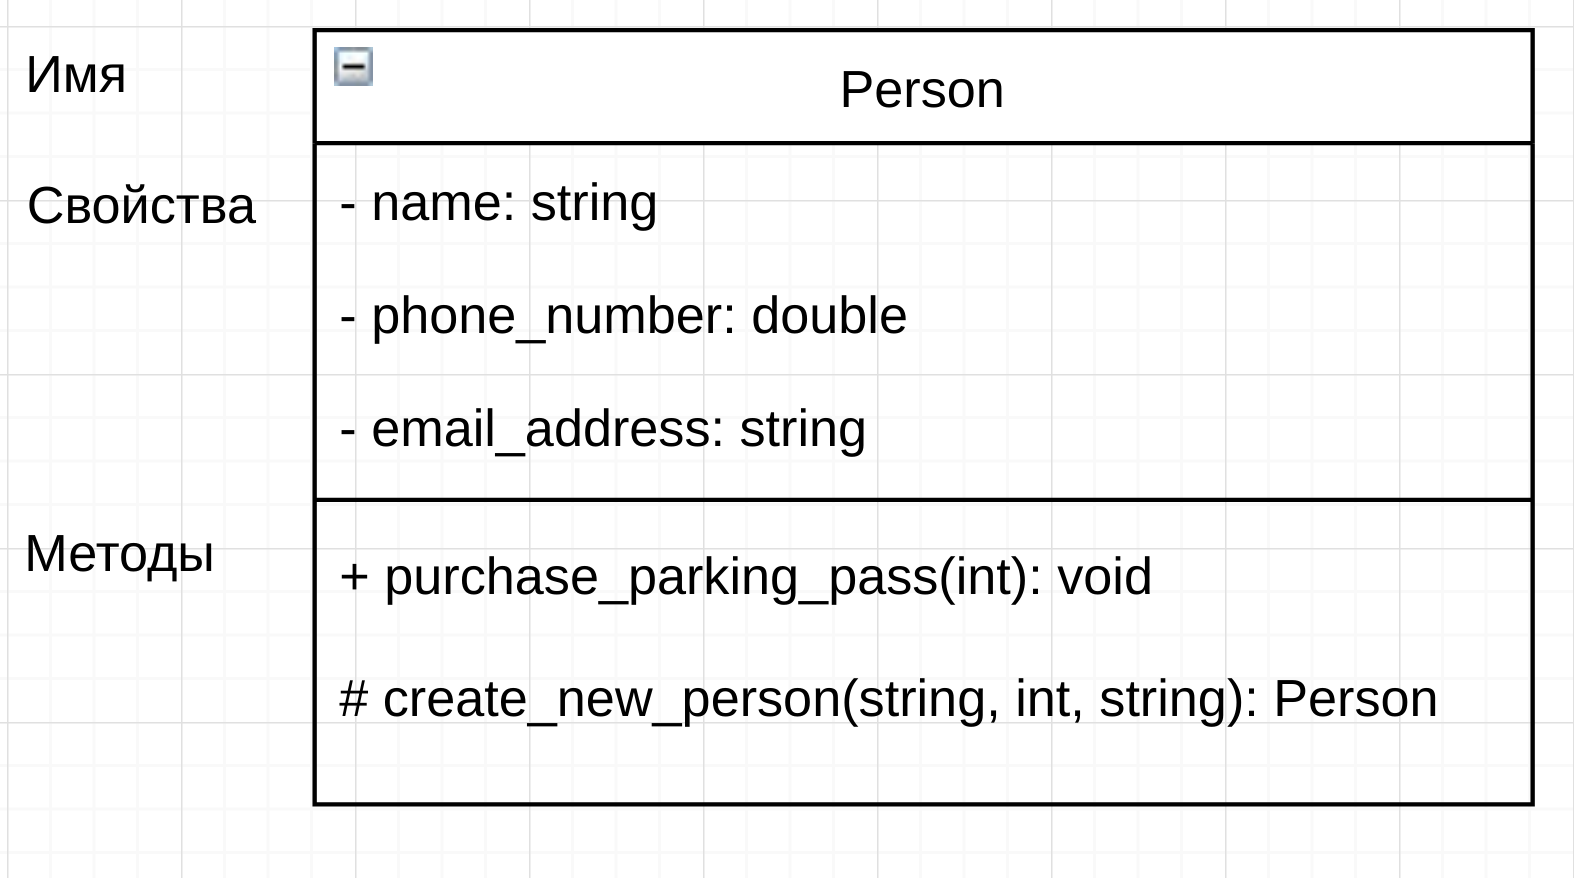 Имя
Person
Свойства
- name: string
- phone_number: double
- email_address: string
Методы
+ purchase_parking_pass(int): void
# create_new_person(string, int, string): Person